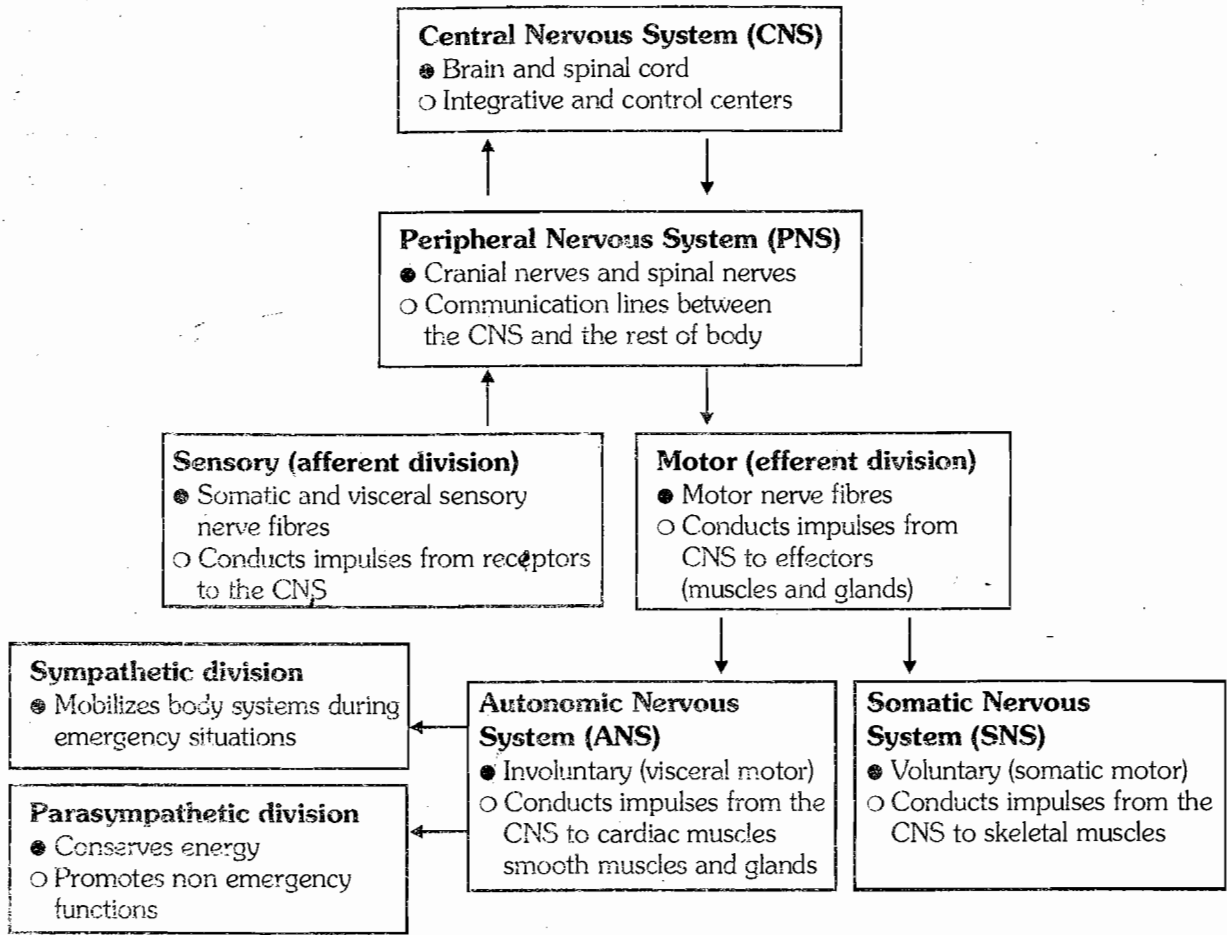 Central Nervous System (CNS)
● Brain and spinal cord
○ Integrative and control centers
Peripheral Nervous System (PNS)
● Cranial nerves and spinal nerves
○ Communication lines between
the CNS and the rest of body
Sensory (afferent division)
● Somatic and visceral sensory
nerve fibres
○ Conducts impulses from receptors
to the CNS
Motor (efferent division)
● Motor nerve fibres
○ Conducts impulses from
CNS to effectors
(muscles and glands)
Sympathetic division
● Mobilizes body systems during
emergency situations
Parasympathetic division
● Conserves energy
○ Promotes non emergency
functions
Autonomic Nervous
System (ANS)
● Involuntary (visceral motor)
○ Conducts impulses from the
CNS to cardiac muscles
smooth muscles and glands
Somatic Nervous
System (SNS)
● Voluntary (somatic motor)
○ Conducts impulses from the
CNS to skeletal muscles